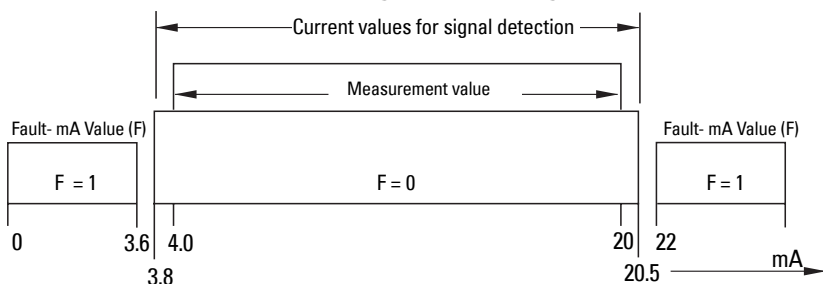 Current values for signal detection
Measurement value
Fault- mA Value (F)
Fault- mA Value (F)
F = 1
F = 0
F = 1
0
3.6
4.0
20
22
3.8
20.5
mA